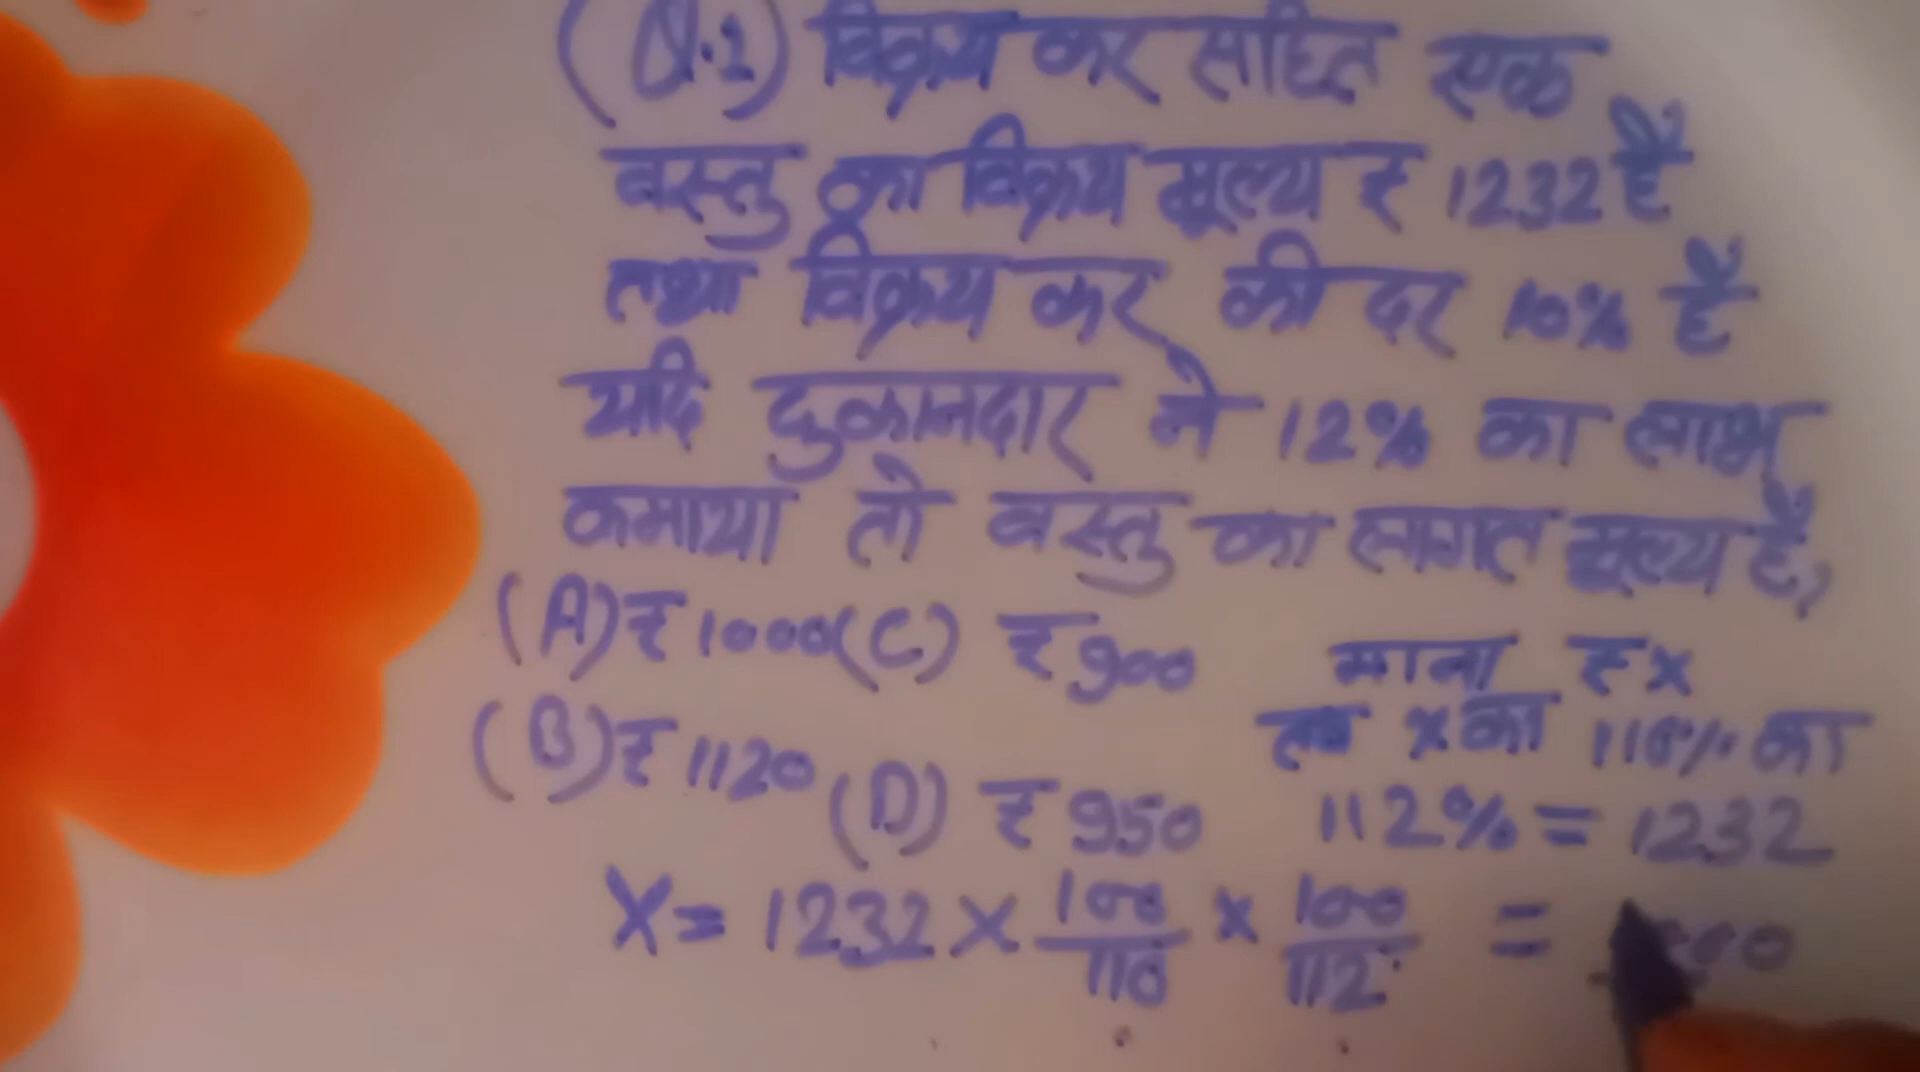 (Q.1) विक्रय कर सहित एक
वस्तु का विक्रय मूल्य ₹ 1232 है
तथा विक्रय कर की दर 10% है
यदि दुकानदार ने 12% का लाभ
कमाया तो वस्तु का लागत मूल्य है,
(A) ₹ 1000 (C) ₹ 900
(B) ₹ 1120 (D) ₹ 950
माना ₹ x
तब x का 110% का
112% = 1232
X = 1232 × 100/110 × 100/112 =